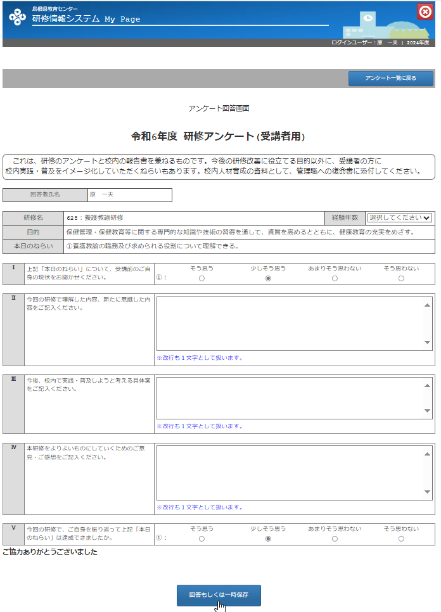 島根県教育センター
研修情報システム My Page
ログインユーザー：原　一夫 | 2024年度
アンケート一覧に戻る
アンケート回答画面
令和6年度 研修アンケート(受講者用)
これは、研修のアンケートと校内の報告書を兼ねるものです。今後の研修改善に役立てる目的以外に、受講者の方に
校内実践・普及をイメージ化していただくねらいもあります。校内人材育成の資料として、管理職への復命書に添付してください。
回答者氏名 原　一夫
研修名 625：養護教諭研修 経験年数 選択してください
目的 保健管理・保健教育等に関する専門的な知識や技術の習得を通して、資質を高めるとともに、健康教育の充実をめざす。
本日のねらい ①養護教諭の職務及び求められる役割について理解できる。
Ⅰ 上記「本日のねらい」について、受講前のご自身の現状をお聞かせください。 ①： そう思う 少しそう思う あまりそう思わない そう思わない
Ⅱ 今回の研修で理解した内容、新たに意識した内容をご記入ください。
※改行も１文字として扱います。
Ⅲ 今後、校内で実践・普及しようと考える具体策をご記入ください。
※改行も１文字として扱います。
Ⅳ 本研修をよりよいものにしていくためのご意見・ご感想をご記入ください。
※改行も１文字として扱います。
Ⅴ 今回の研修で、ご自身を振り返って上記「本日のねらい」は達成できましたか。 ①： そう思う 少しそう思う あまりそう思わない そう思わない
ご協力ありがとうございました
回答もしくは一時保存